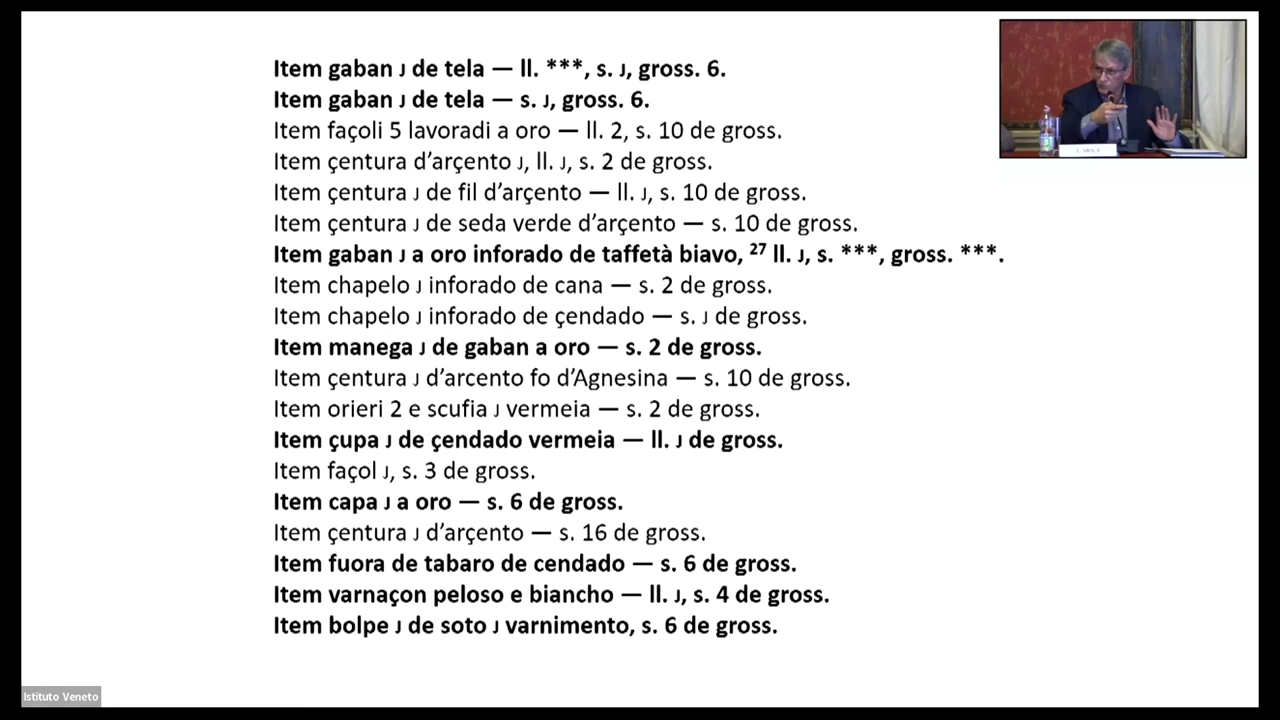 Item gaban ȷ de tela — ll. ***, s. ȷ, gross. 6.
Item gaban ȷ de tela — s. ȷ, gross. 6.
Item façoli 5 lavoradi a oro — ll. 2, s. 10 de gross.
Item çentura d’arçento ȷ, ll. ȷ, s. 2 de gross.
Item çentura ȷ de fil d’arçento — ll. ȷ, s. 10 de gross.
Item çentura ȷ de seda verde d’arçento — s. 10 de gross.
Item gaban ȷ a oro inforado de taffetà biavo, ²⁷ ll. ȷ, s. ***, gross. ***.
Item chapelo ȷ inforado de cana — s. 2 de gross.
Item chapelo ȷ inforado de çendado — s. ȷ de gross.
Item manega ȷ de gaban a oro — s. 2 de gross.
Item çentura ȷ d’arcento fo d’Agnesina — s. 10 de gross.
Item orieri 2 e scufia ȷ vermeia — s. 2 de gross.
Item çupa ȷ de çendado vermeia — ll. ȷ de gross.
Item façol ȷ, s. 3 de gross.
Item capa ȷ a oro — s. 6 de gross.
Item çentura ȷ d’arçento — s. 16 de gross.
Item fuora de tabaro de cendado — s. 6 de gross.
Item varnaçon peloso e biancho — ll. ȷ, s. 4 de gross.
Item bolpe ȷ de soto ȷ varnimento, s. 6 de gross.
Istituto Veneto